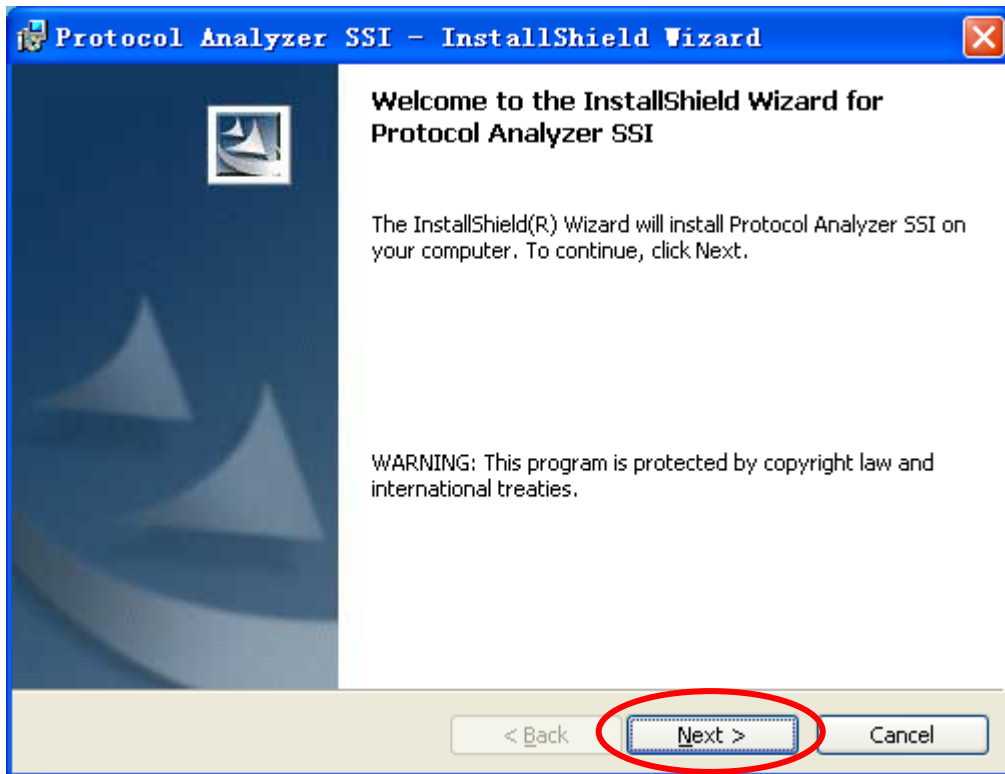 Protocol Analyzer SSI - InstallShield Wizard
Welcome to the InstallShield Wizard for
Protocol Analyzer SSI
The InstallShield(R) Wizard will install Protocol Analyzer SSI on
your computer. To continue, click Next.
WARNING: This program is protected by copyright law and
international treaties.
< Back
Next >
Cancel